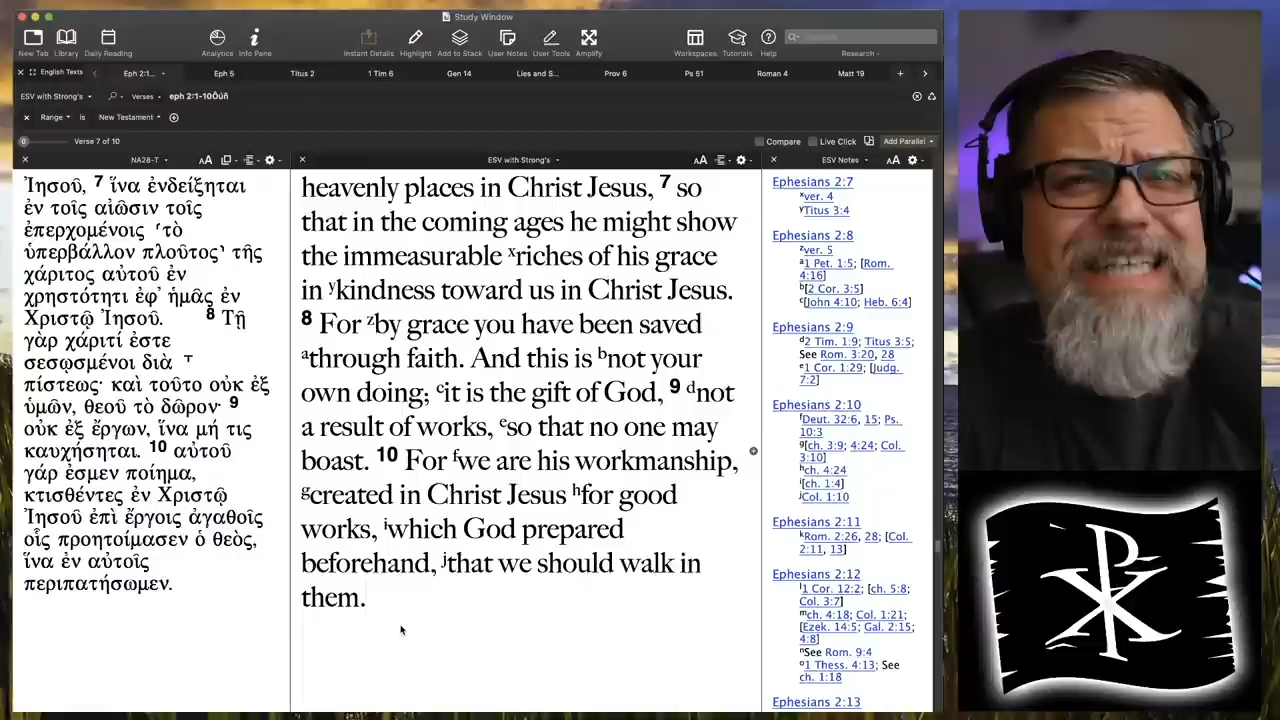 Study Window
New Tab Library Daily Reading Analytics Info Pane Instant Details Highlight Add to Stack User Notes User Tools Amplify Workspaces Tutorials Help Research
English Texts Eph 2:1... Eph 5 Titus 2 1 Tim 6 Gen 14 Lies and S... Prov 6 Ps 51 Roman 4 Matt 19
ESV with Strong's Verses eph 2:1-10Òúñ
Range is New Testament
Verse 7 of 10 Compare Live Click Add Parallel
NA28-T
Ἰησοῦ, 7 ἵνα ἐνδείξηται
ἐν τοῖς αἰῶσιν τοῖς
ἐπερχομένοις ⸂τὸ
ὑπερβάλλον πλοῦτος⸃ τῆς
χάριτος αὐτοῦ ἐν
χρηστότητι ἐφ᾽ ἡμᾶς ἐν
Χριστῷ Ἰησοῦ. 8 Τῇ
γὰρ χάριτί ἐστε
σεσῳσμένοι διὰ ⸆
πίστεως· καὶ τοῦτο οὐκ ἐξ
ὑμῶν, θεοῦ τὸ δῶρον· 9
οὐκ ἐξ ἔργων, ἵνα μή τις
καυχήσηται. 10 αὐτοῦ
γάρ ἐσμεν ποίημα,
κτισθέντες ἐν Χριστῷ
Ἰησοῦ ἐπὶ ἔργοις ἀγαθοῖς
οἷς προητοίμασεν ὁ θεός,
ἵνα ἐν αὐτοῖς
περιπατήσωμεν.
ESV with Strong's
heavenly places in Christ Jesus, 7 so
that in the coming ages he might show
the immeasurable xriches of his grace
in ykindness toward us in Christ Jesus.
8 For zby grace you have been saved
athrough faith. And this is bnot your
own doing; cit is the gift of God, 9 dnot
a result of works, eso that no one may
boast. 10 For fwe are his workmanship,
gcreated in Christ Jesus hfor good
works, iwhich God prepared
beforehand, jthat we should walk in
them.
ESV Notes
Ephesians 2:7
xver. 4
yTitus 3:4
Ephesians 2:8
zver. 5
a1 Pet. 1:5; [Rom.
4:16]
b[2 Cor. 3:5]
c[John 4:10; Heb. 6:4]
Ephesians 2:9
d2 Tim. 1:9; Titus 3:5;
See Rom. 3:20, 28
e1 Cor. 1:29; [Judg.
7:2]
Ephesians 2:10
fDeut. 32:6, 15; Ps.
10:3
g[ch. 3:9; 4:24; Col.
3:10]
hch. 4:24
i[ch. 1:4]
jCol. 1:10
Ephesians 2:11
kRom. 2:26, 28; [Col.
2:11, 13]
Ephesians 2:12
l1 Cor. 12:2; [ch. 5:8;
Col. 3:7]
mch. 4:18; Col. 1:21;
[Ezek. 14:5; Gal. 2:15;
4:8]
nSee Rom. 9:4
o1 Thess. 4:13; See
ch. 1:18
Ephesians 2:13